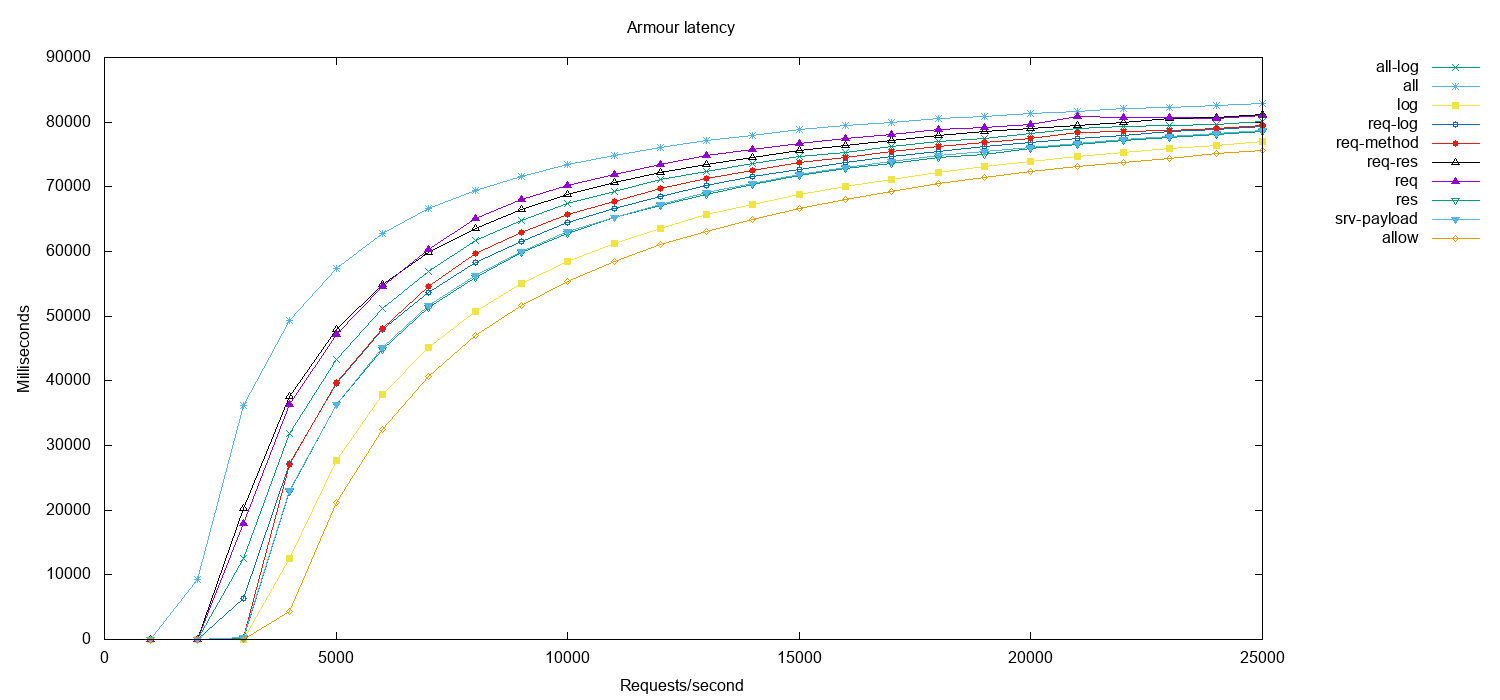 Armour latency
90000
80000
70000
60000
50000
40000
30000
20000
10000
0
Milliseconds
0 5000 10000 15000 20000 25000
Requests/second
all-log
all
log
req-log
req-method
req-res
req
res
srv-payload
allow